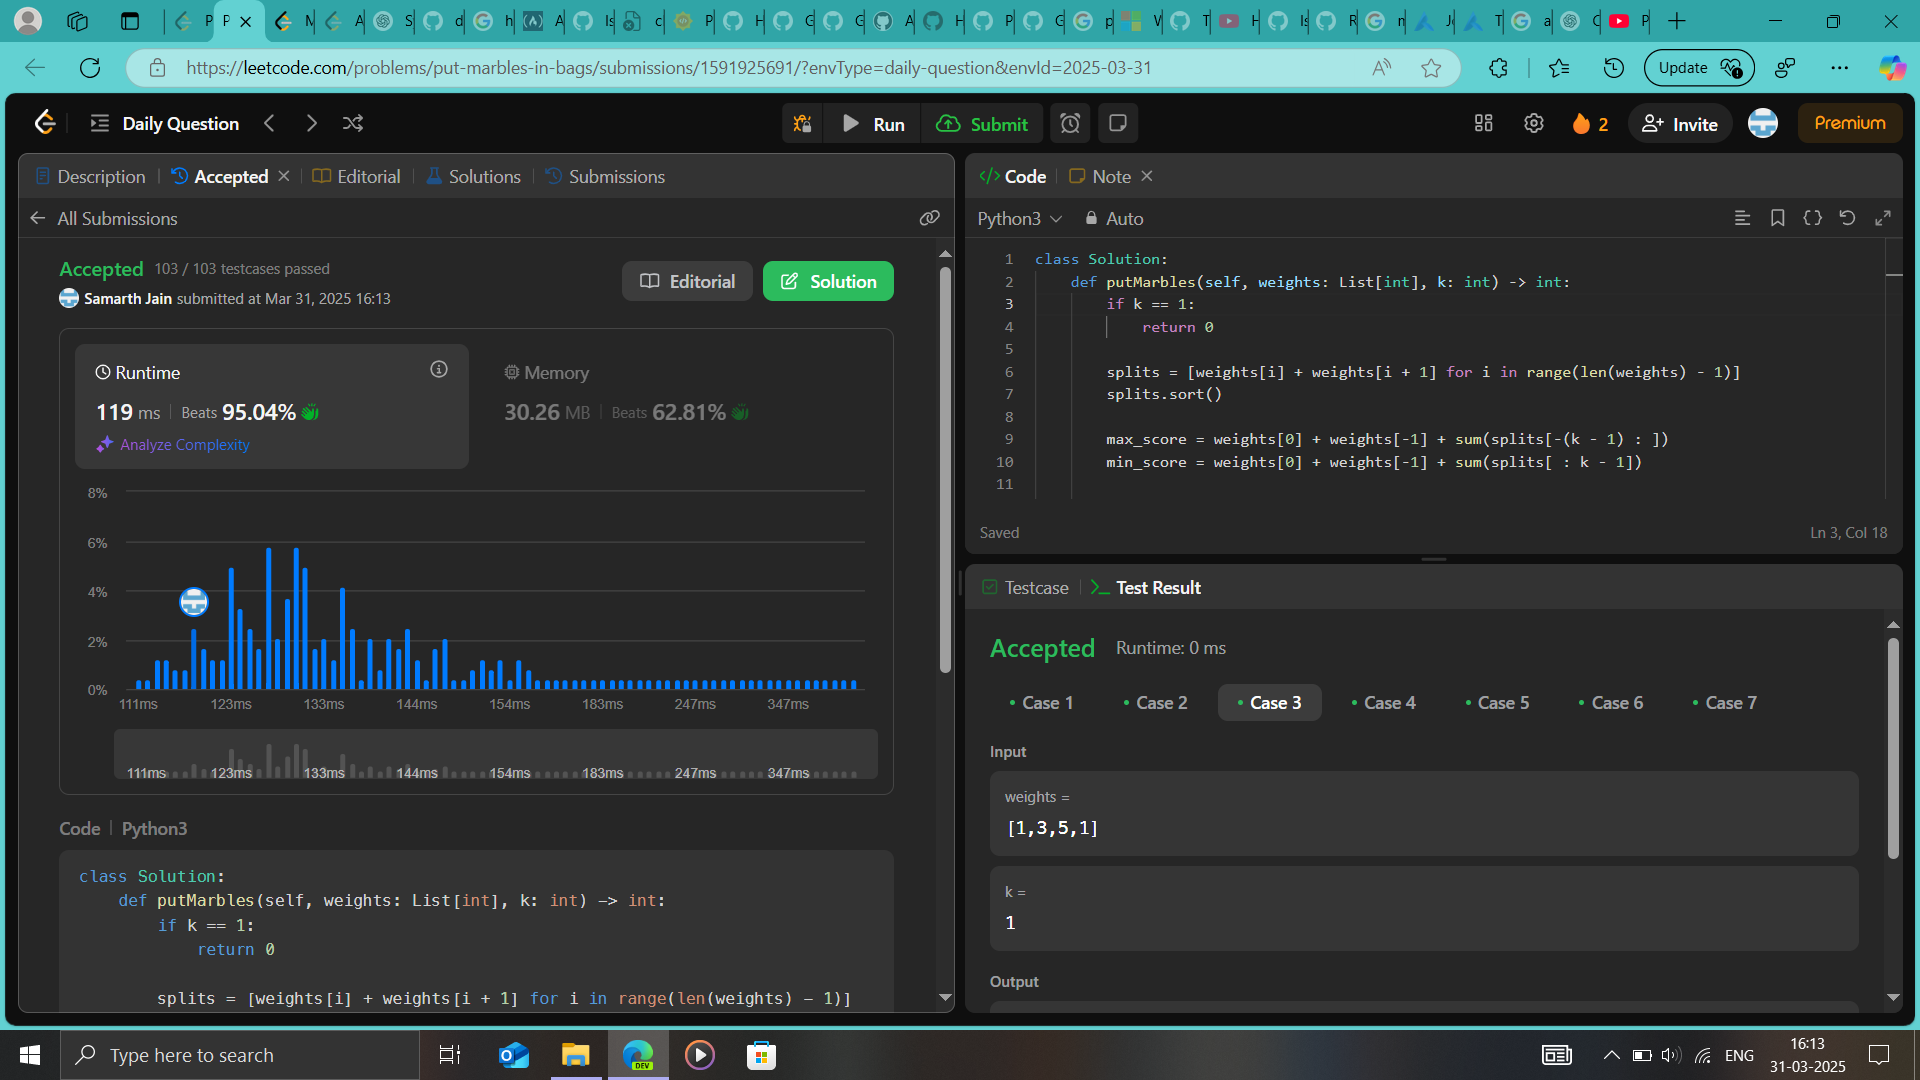 https://leetcode.com/problems/put-marbles-in-bags/submissions/1591925691/?envType=daily-question&envId=2025-03-31
Update
Daily Question
Run
Submit
2
Invite
Premium
Description
Accepted
Editorial
Solutions
Submissions
All Submissions
Accepted 103 / 103 testcases passed
Samarth Jain submitted at Mar 31, 2025 16:13
Editorial
Solution
Runtime
119 ms | Beats 95.04%
Analyze Complexity
Memory
30.26 MB | Beats 62.81%
8%
6%
4%
2%
0%
111ms 123ms 133ms 144ms 154ms 183ms 247ms 347ms
111ms 123ms 133ms 144ms 154ms 183ms 247ms 347ms
Code | Python3
class Solution:
def putMarbles(self, weights: List[int], k: int) -> int:
if k == 1:
return 0
splits = [weights[i] + weights[i + 1] for i in range(len(weights) - 1)]
</> Code
Note
Python3
Auto
1 class Solution:
2 def putMarbles(self, weights: List[int], k: int) -> int:
3 if k == 1:
4 return 0
5
6 splits = [weights[i] + weights[i + 1] for i in range(len(weights) - 1)]
7 splits.sort()
8
9 max_score = weights[0] + weights[-1] + sum(splits[-(k - 1) : ])
10 min_score = weights[0] + weights[-1] + sum(splits[ : k - 1])
11
Saved
Ln 3, Col 18
Testcase
>_ Test Result
Accepted Runtime: 0 ms
• Case 1 • Case 2 • Case 3 • Case 4 • Case 5 • Case 6 • Case 7
Input
weights =
[1,3,5,1]
k =
1
Output
Type here to search
DEV
ENG
16:13
31-03-2025